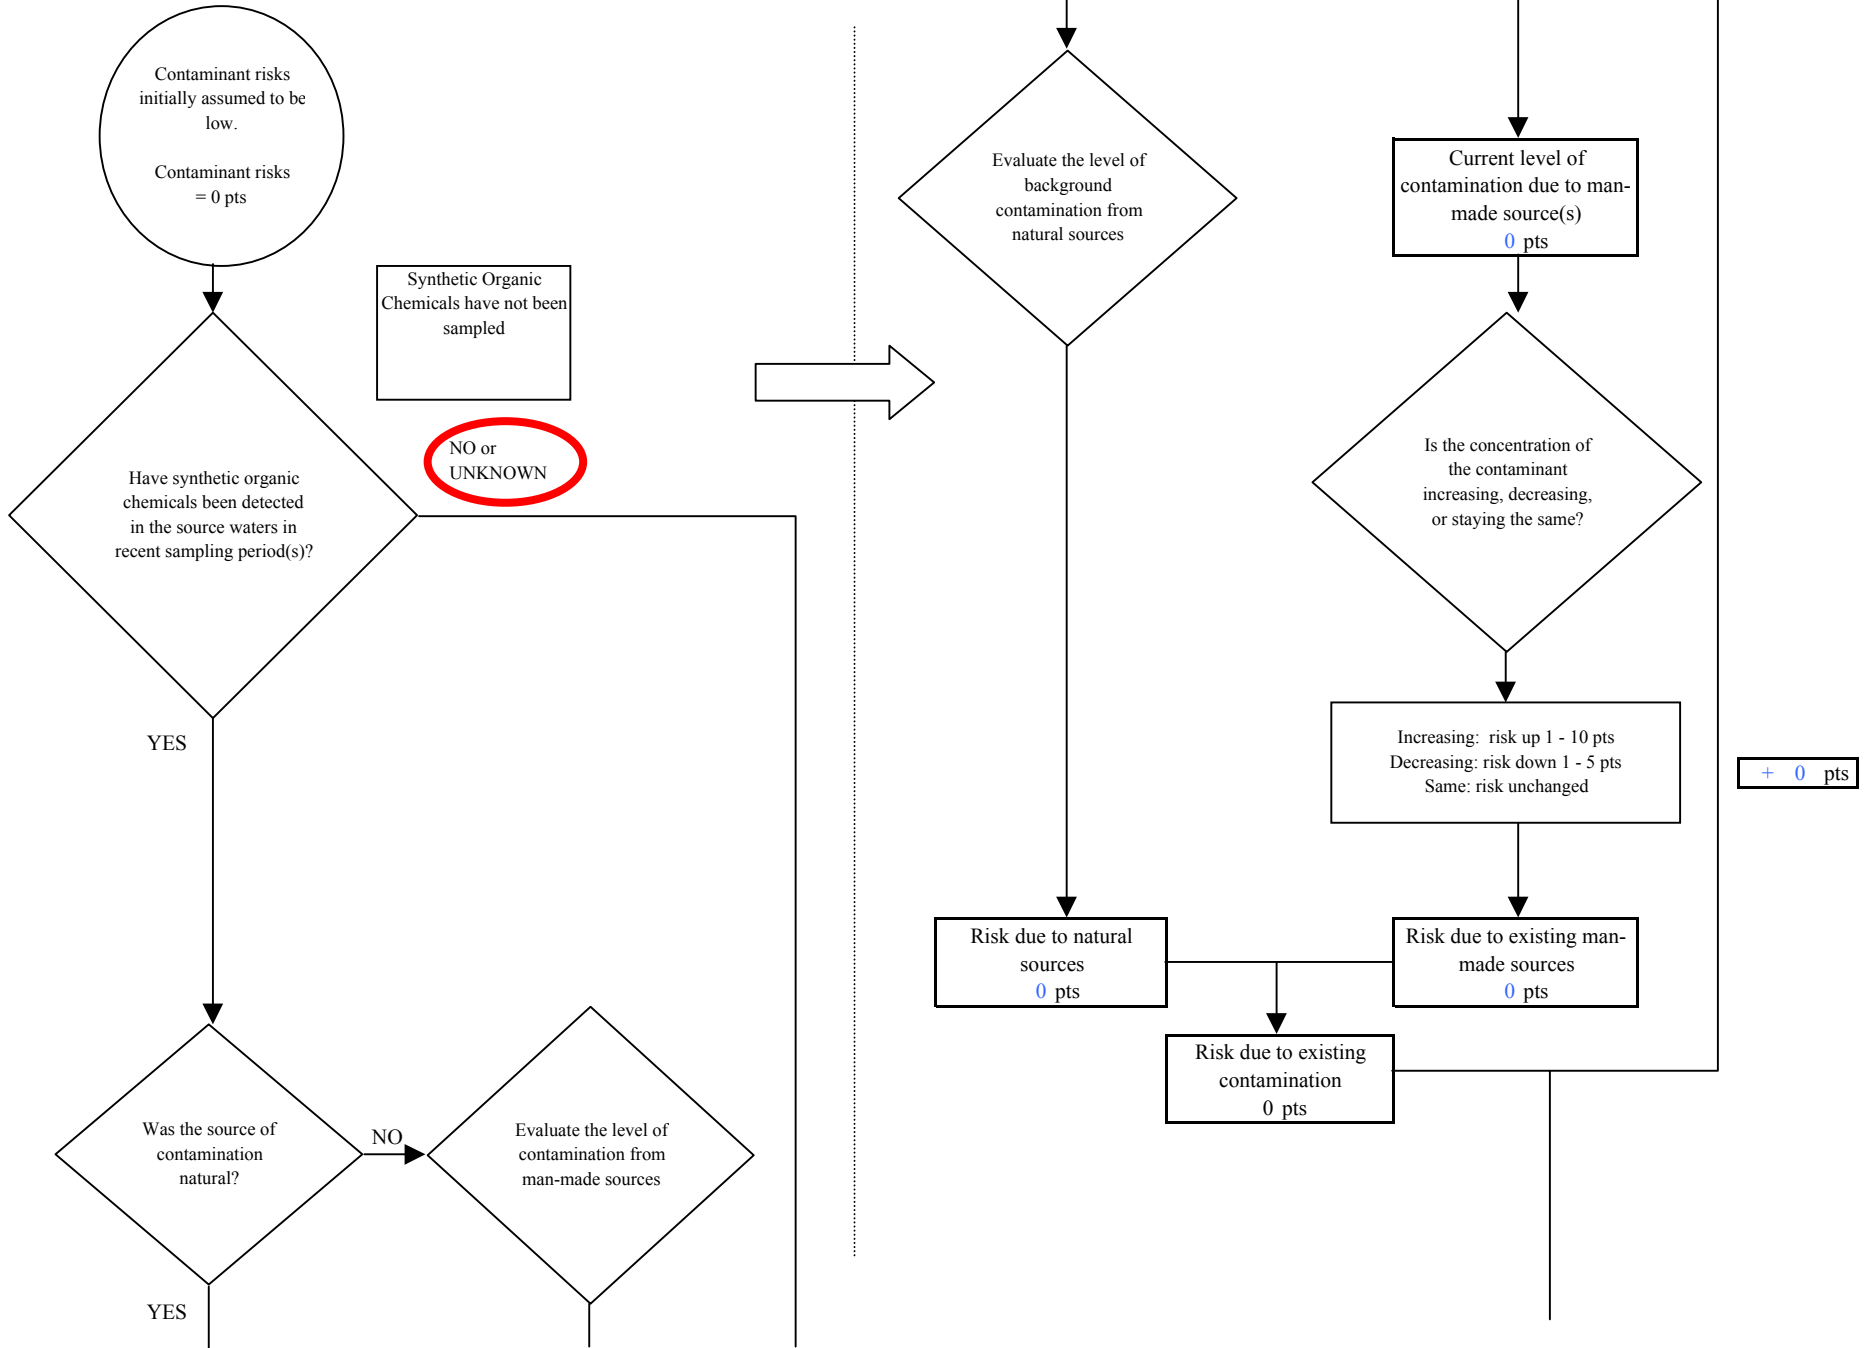 Contaminant risks
initially assumed to be
low.
Contaminant risks
= 0 pts
Synthetic Organic
Chemicals have not been
sampled
NO or
UNKNOWN
Have synthetic organic
chemicals been detected
in the source waters in
recent sampling period(s)?
YES
Was the source of
contamination
natural?
NO
Evaluate the level of
contamination from
man-made sources
YES
Evaluate the level of
background
contamination from
natural sources
Current level of
contamination due to man-
made source(s)
0 pts
Is the concentration of
the contaminant
increasing, decreasing,
or staying the same?
Increasing: risk up 1 - 10 pts
Decreasing: risk down 1 - 5 pts
Same: risk unchanged
+ 0 pts
Risk due to natural
sources
0 pts
Risk due to existing man-
made sources
0 pts
Risk due to existing
contamination
0 pts